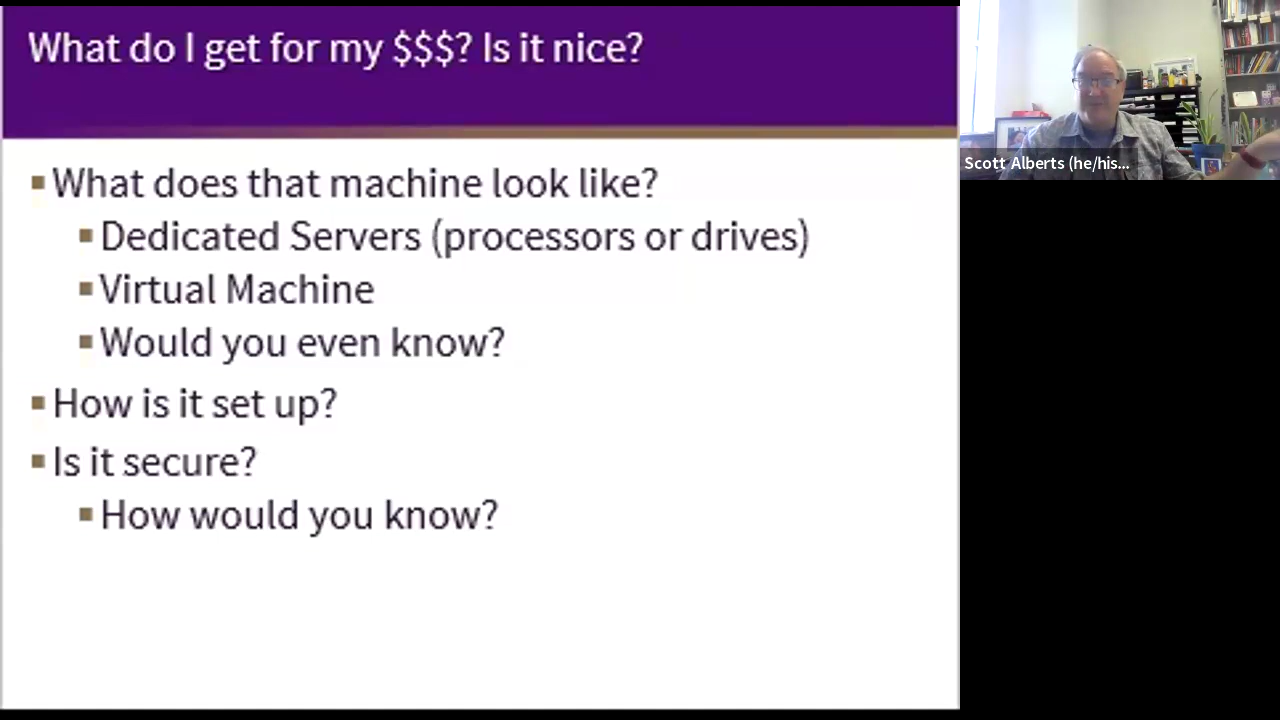 What do I get for my $$$? Is it nice?
▪What does that machine look like?
▪Dedicated Servers (processors or drives)
▪Virtual Machine
▪Would you even know?
▪How is it set up?
▪Is it secure?
▪How would you know?
Scott Alberts (he/his...